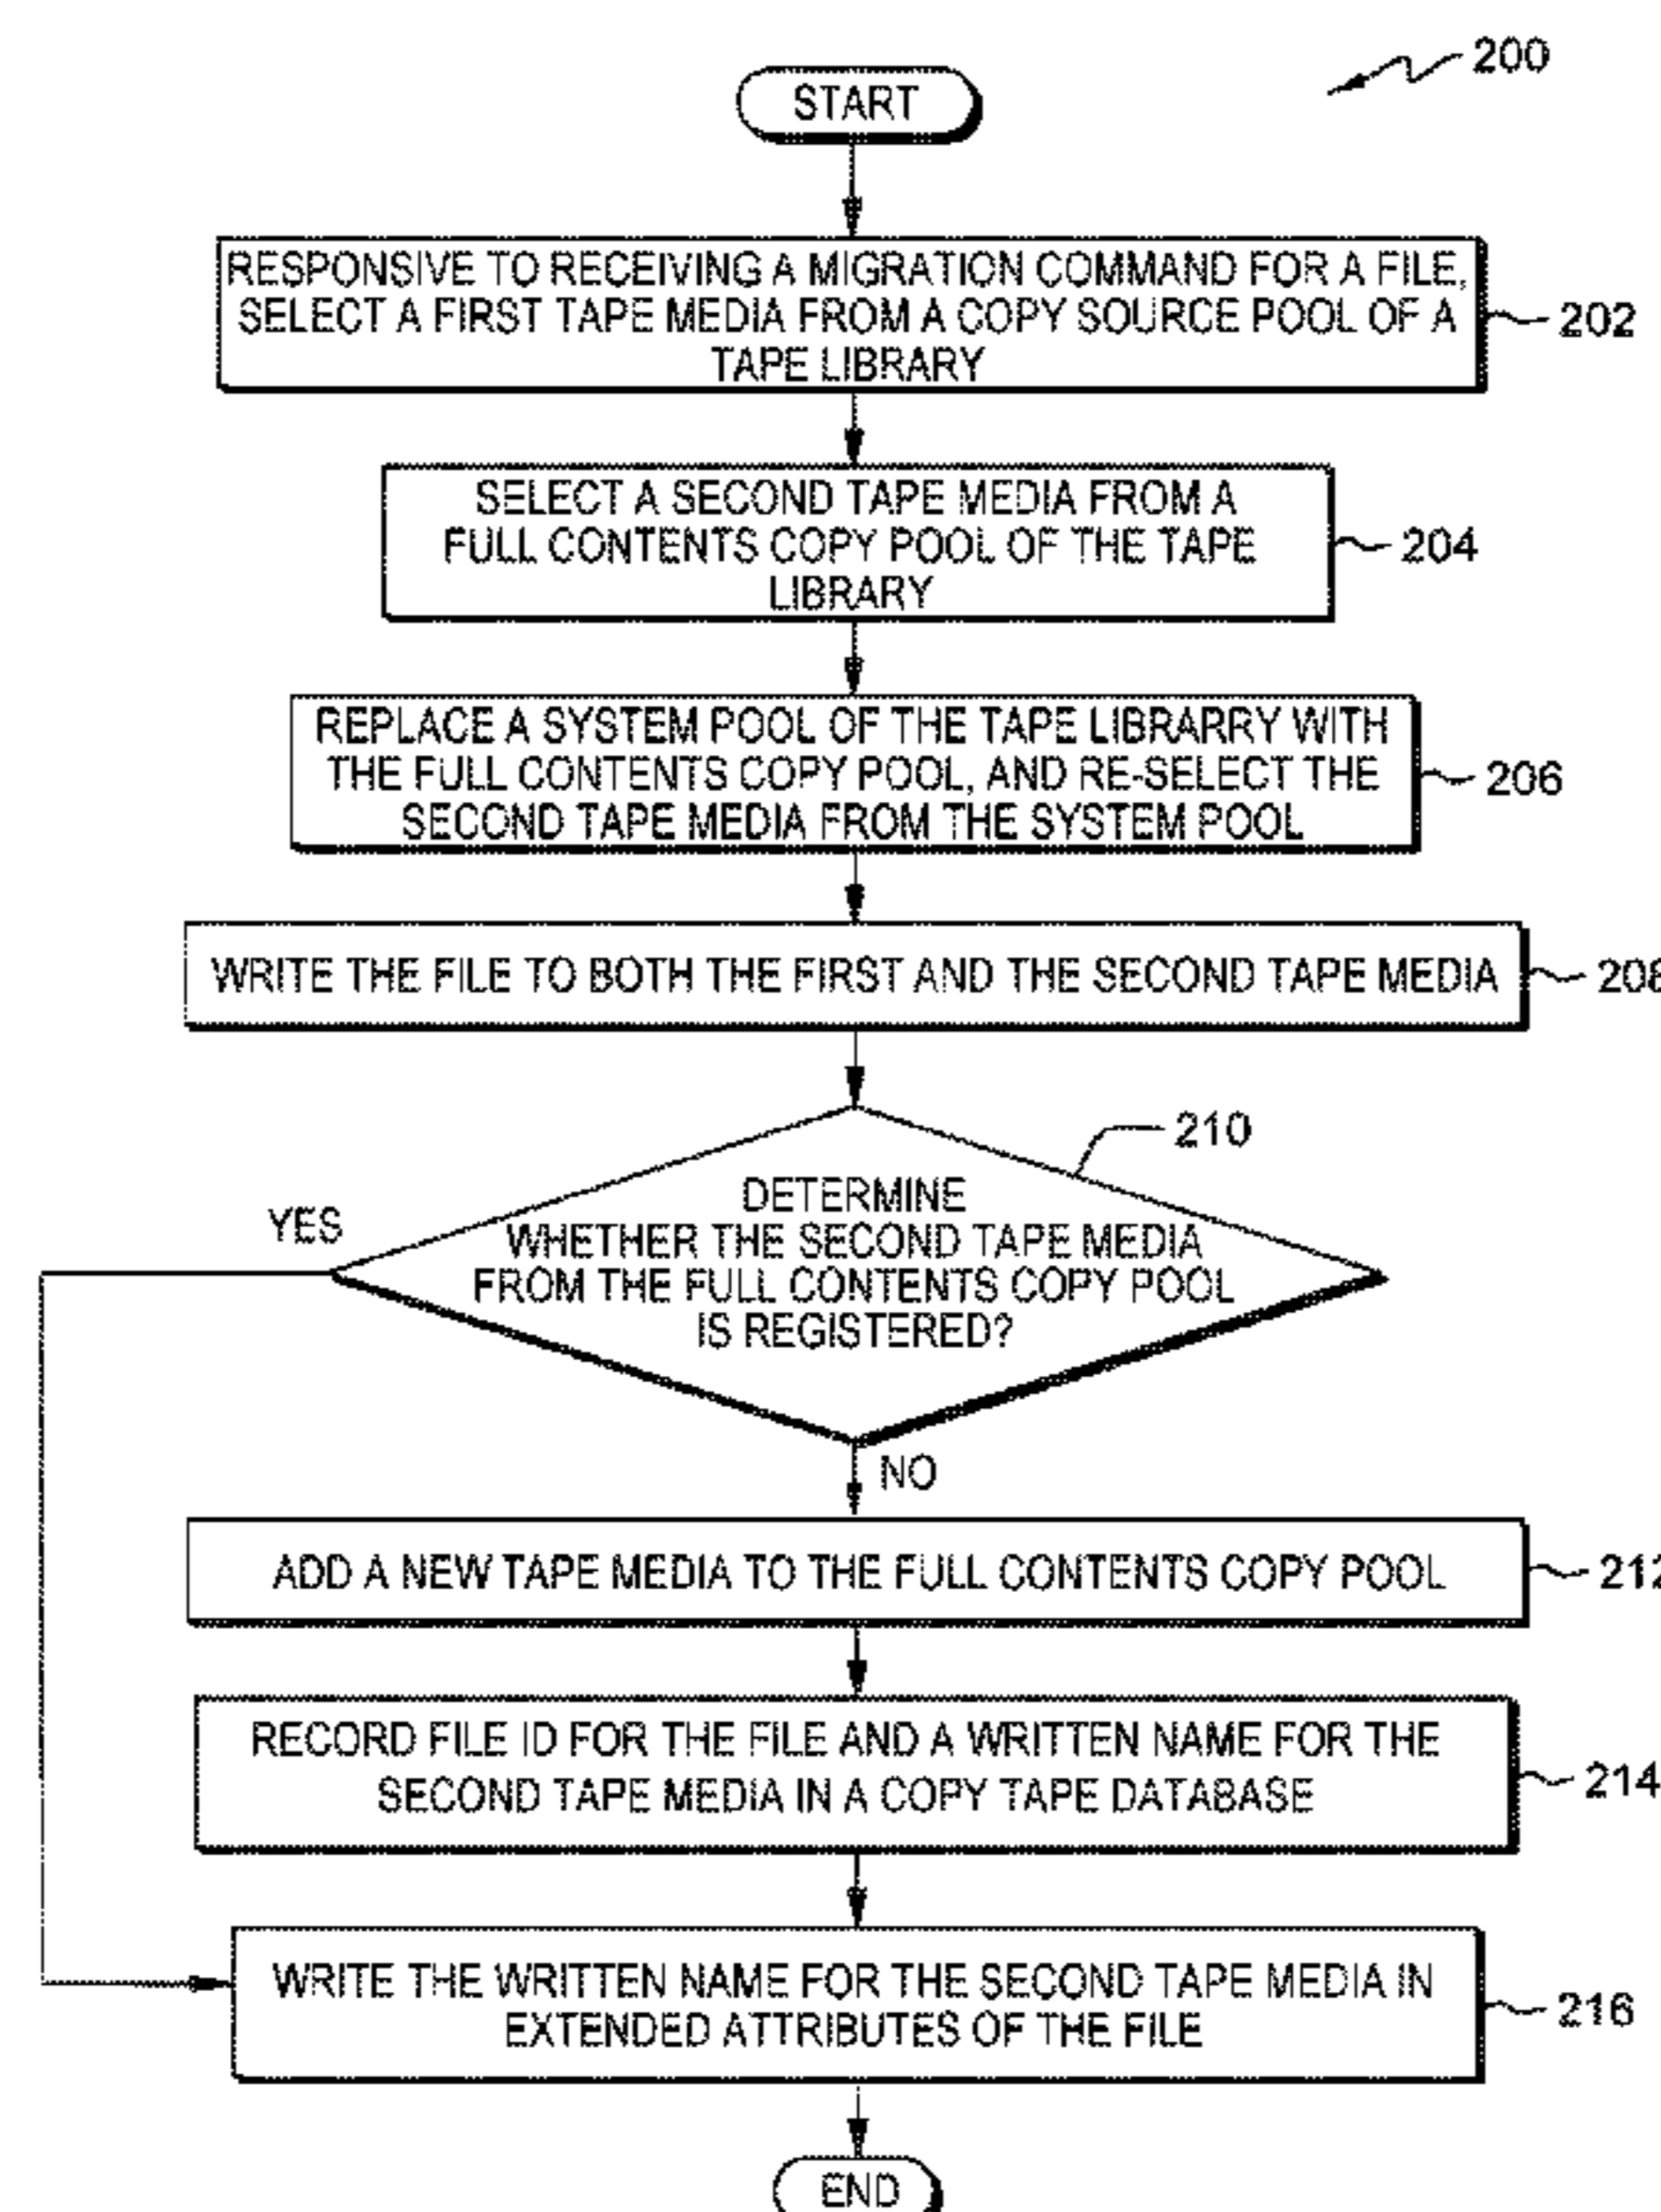 200
START
RESPONSIVE TO RECEIVING A MIGRATION COMMAND FOR A FILE,
SELECT A FIRST TAPE MEDIA FROM A COPY SOURCE POOL OF A
TAPE LIBRARY
202
SELECT A SECOND TAPE MEDIA FROM A
FULL CONTENTS COPY POOL OF THE TAPE
LIBRARY
204
REPLACE A SYSTEM POOL OF THE TAPE LIBRARRY WITH
THE FULL CONTENTS COPY POOL, AND RE-SELECT THE
SECOND TAPE MEDIA FROM THE SYSTEM POOL
206
WRITE THE FILE TO BOTH THE FIRST AND THE SECOND TAPE MEDIA
208
210
DETERMINE
WHETHER THE SECOND TAPE MEDIA
FROM THE FULL CONTENTS COPY POOL
IS REGISTERED?
YES
NO
ADD A NEW TAPE MEDIA TO THE FULL CONTENTS COPY POOL
212
RECORD FILE ID FOR THE FILE AND A WRITTEN NAME FOR THE
SECOND TAPE MEDIA IN A COPY TAPE DATABASE
214
WRITE THE WRITTEN NAME FOR THE SECOND TAPE MEDIA IN
EXTENDED ATTRIBUTES OF THE FILE
216
END